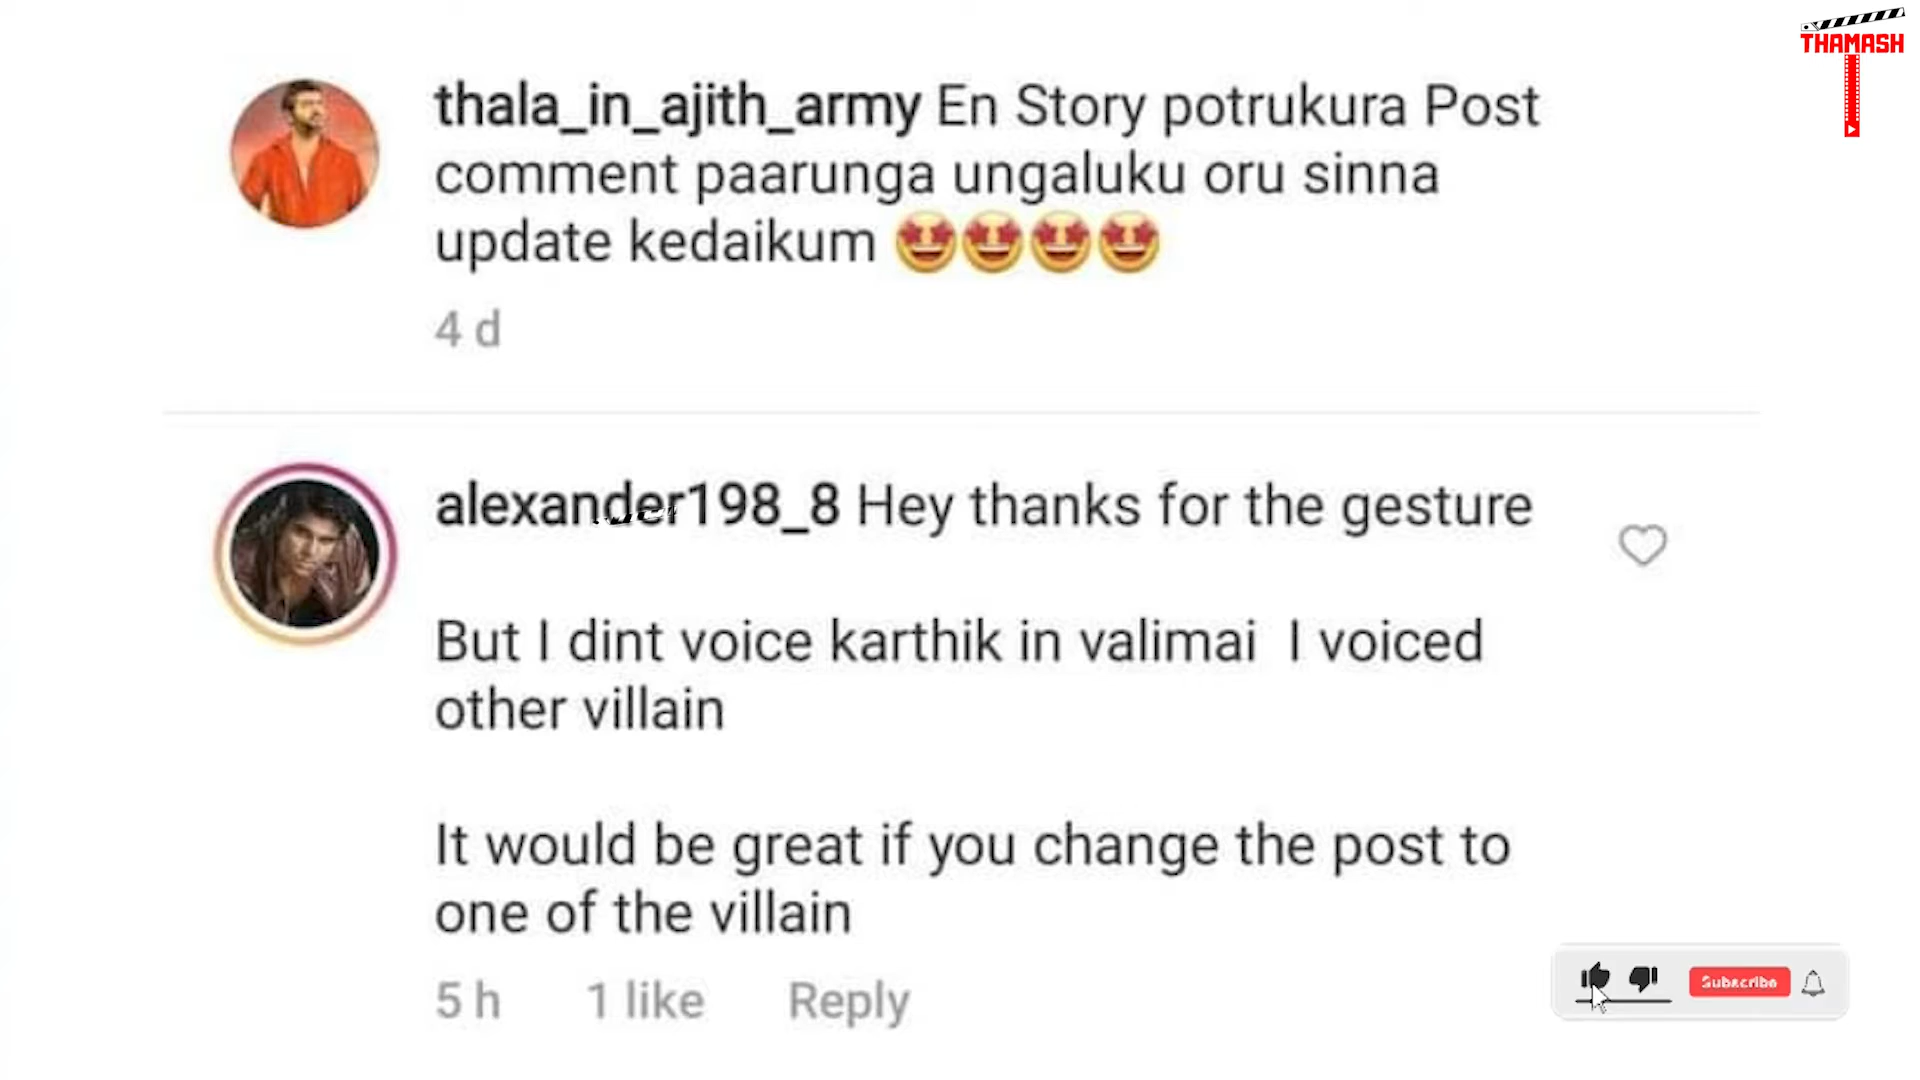 THAMASH
thala_in_ajith_army En Story potrukura Post
comment paarunga ungaluku oru sinna
update kedaikum 🤩🤩🤩🤩
4 d
alexander198_8 Hey thanks for the gesture
But I dint voice karthik in valimai I voiced
other villain
It would be great if you change the post to
one of the villain
5 h 1 like Reply
Subscribe